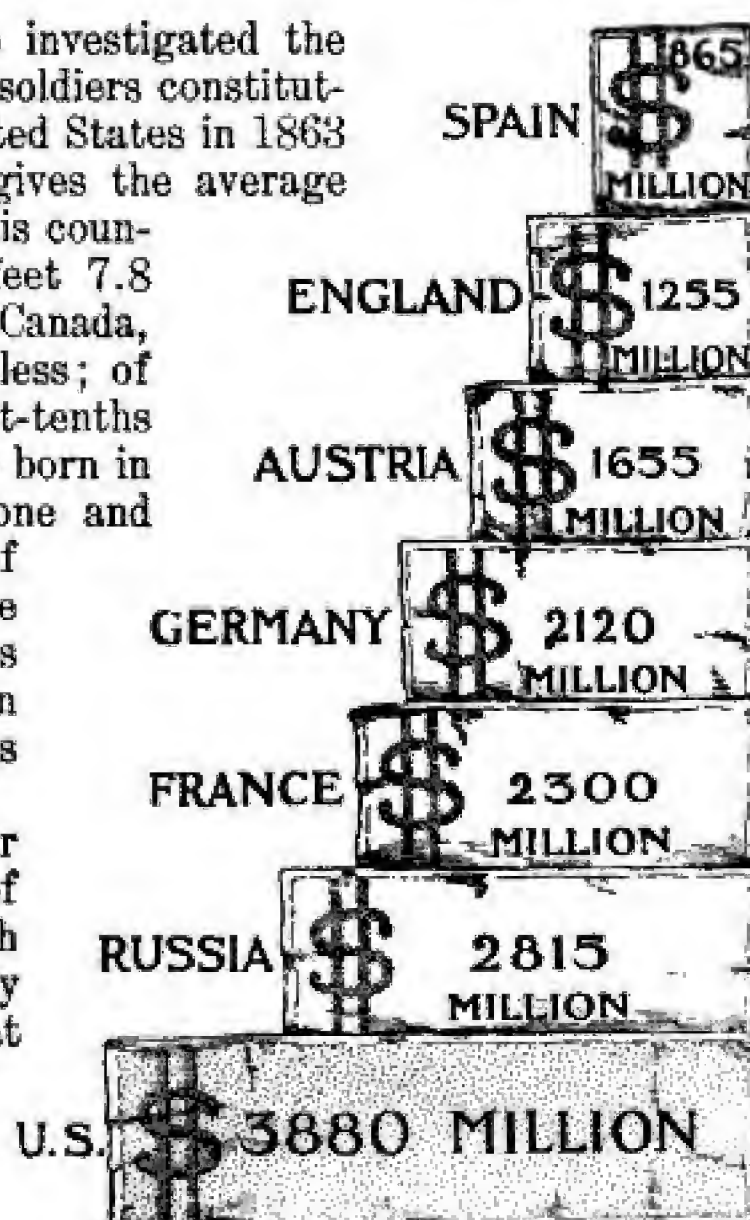 investigated the
soldiers constitut-
ted States in 1863
gives the average
is coun-
eet 7.8
Canada,
less; of
t-tenths
born in
one and
f
e
s
n
s
r
f
h
y
t
SPAIN
$ 865
MILLION
ENGLAND
$ 1255
MILLION
AUSTRIA
$ 1655
MILLION
GERMANY
$ 2120
MILLION
FRANCE
$ 2300
MILLION
RUSSIA
$ 2815
MILLION
U.S. $ 3880 MILLION